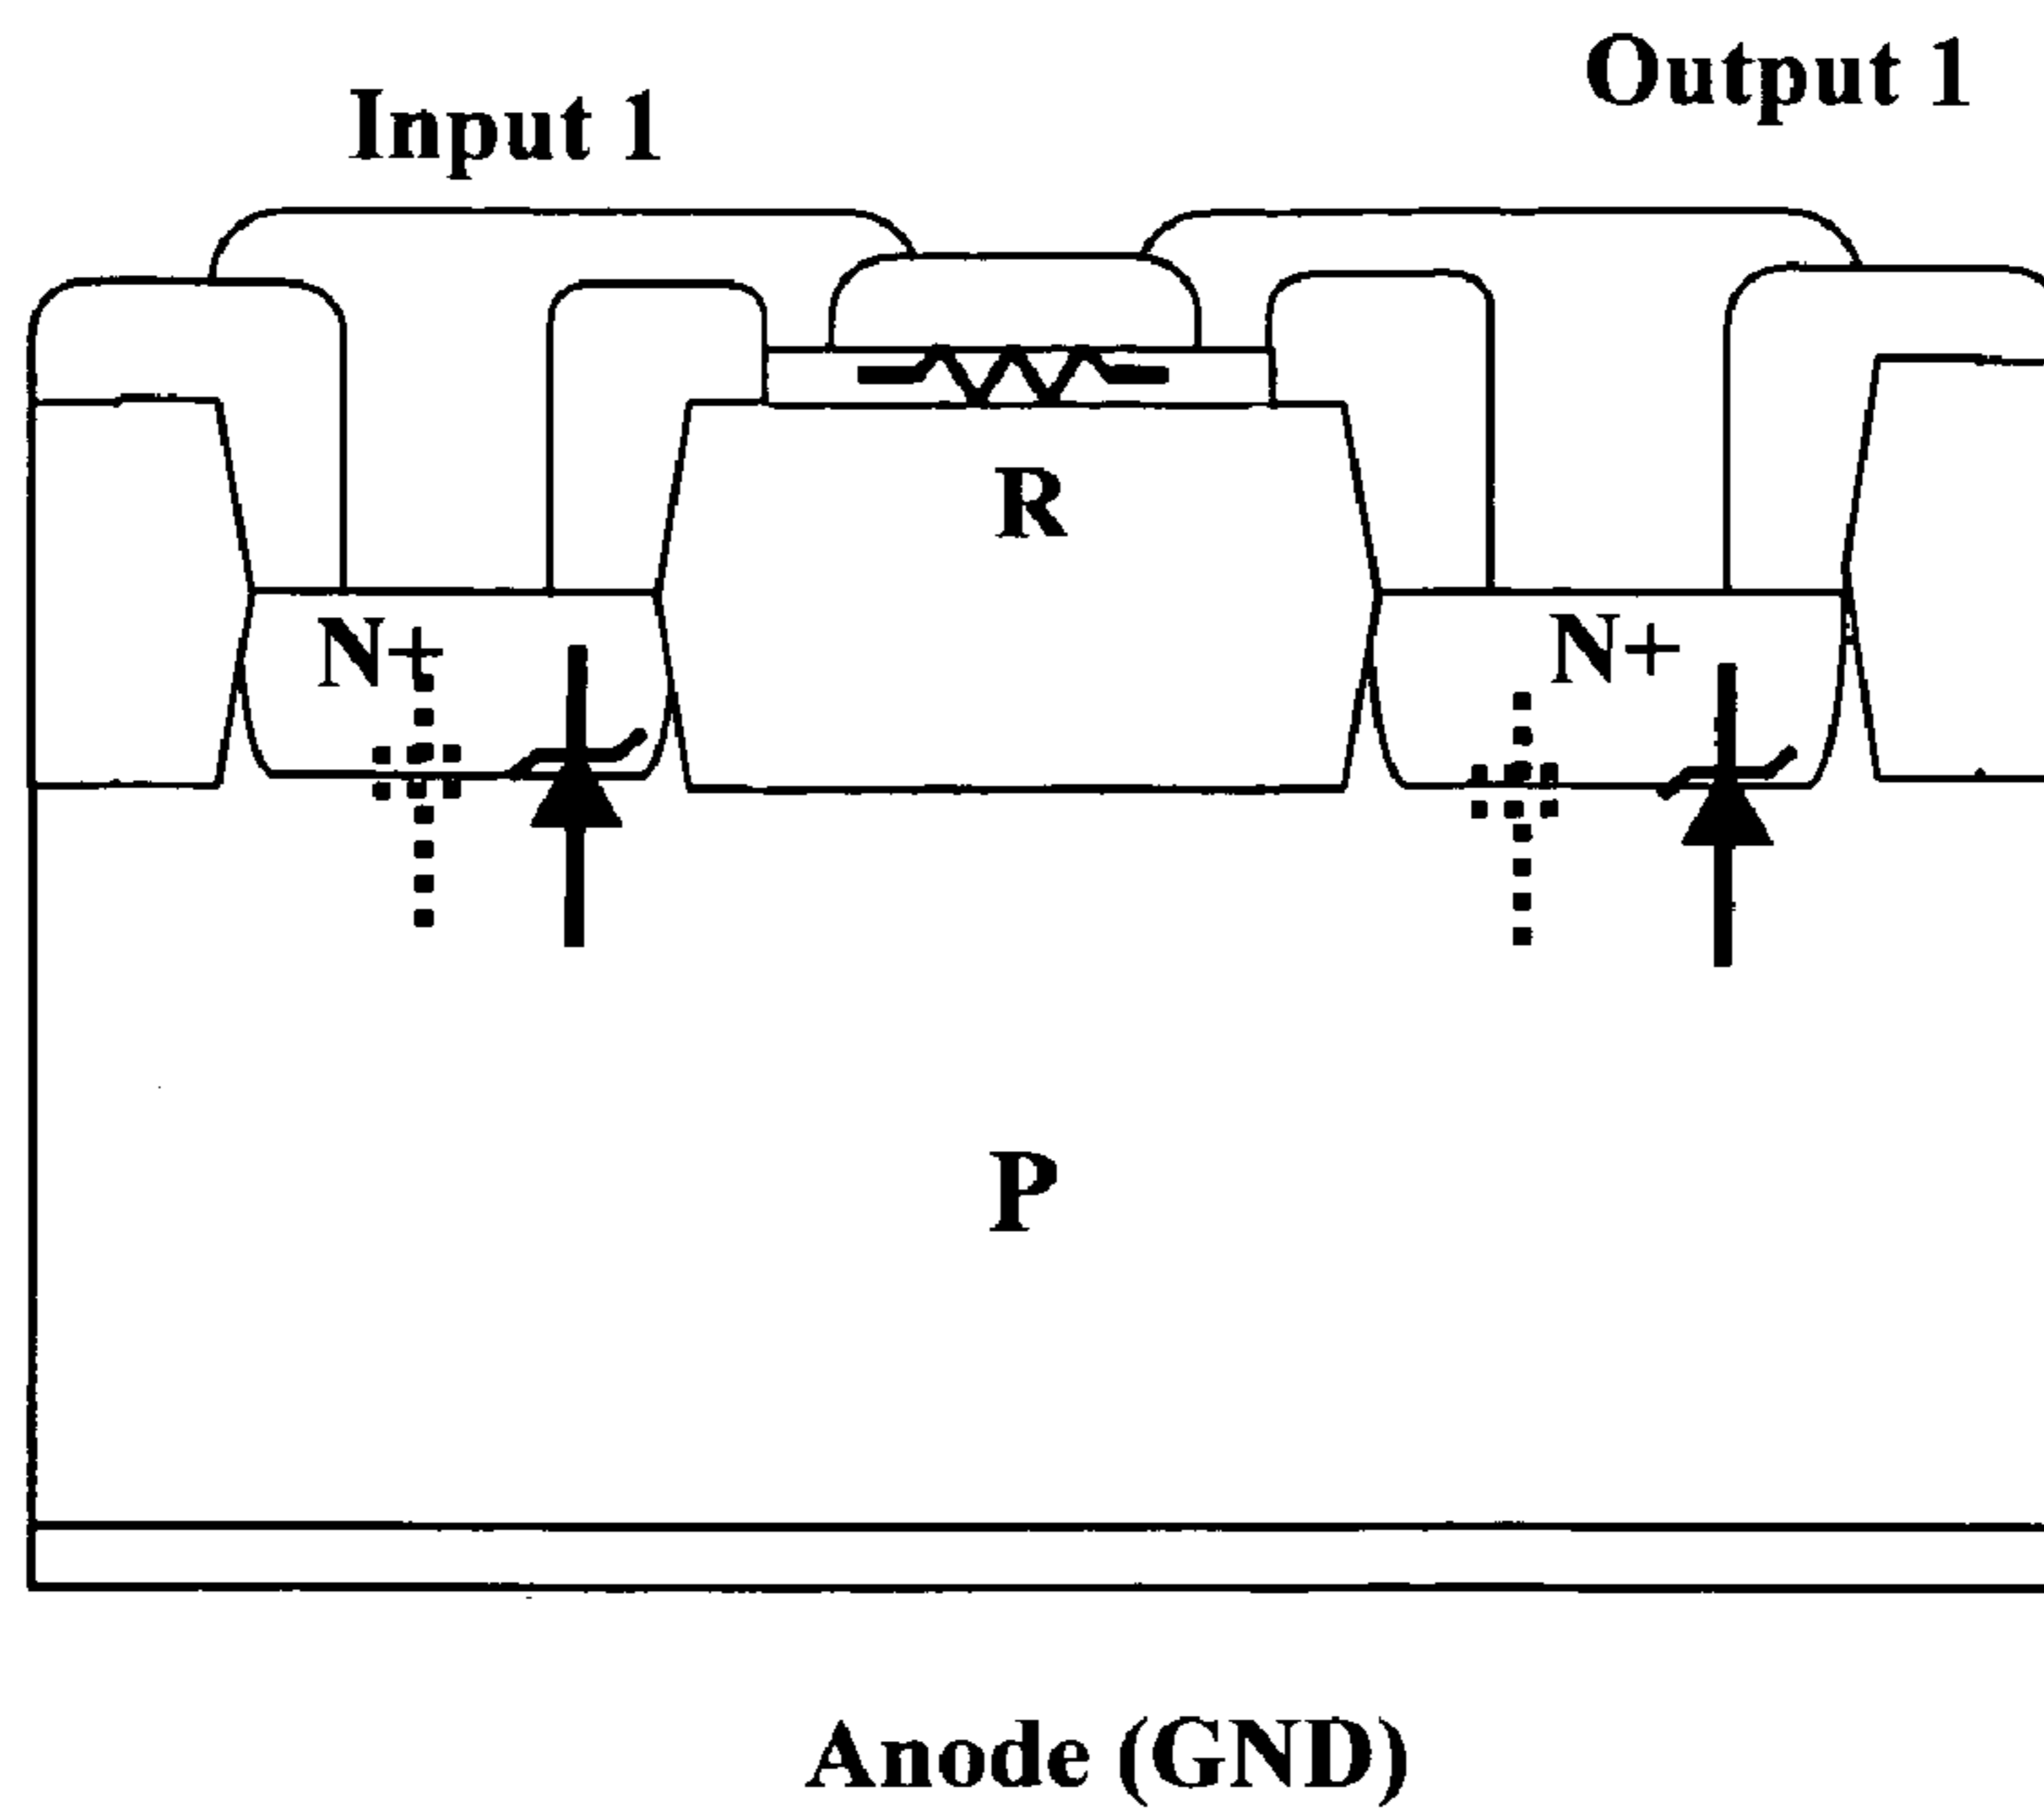 Output 1
Input 1
R
N+
N+
P
Anode (GND)